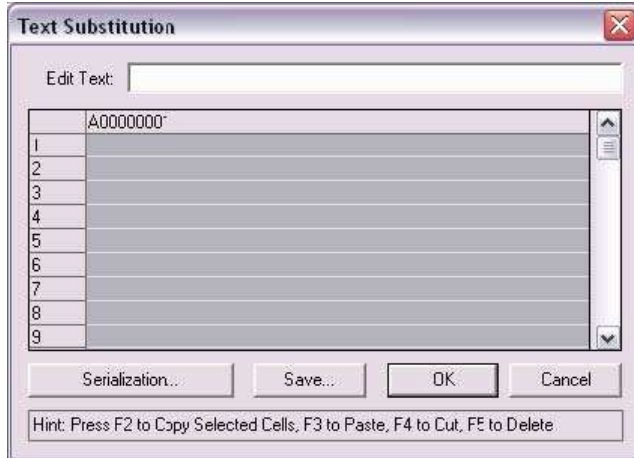 Text Substitution
Edit Text:
A0000000
1
2
3
4
5
6
7
8
9
Serialization...
Save...
OK
Cancel
Hint: Press F2 to Copy Selected Cells, F3 to Paste, F4 to Cut, F5 to Delete